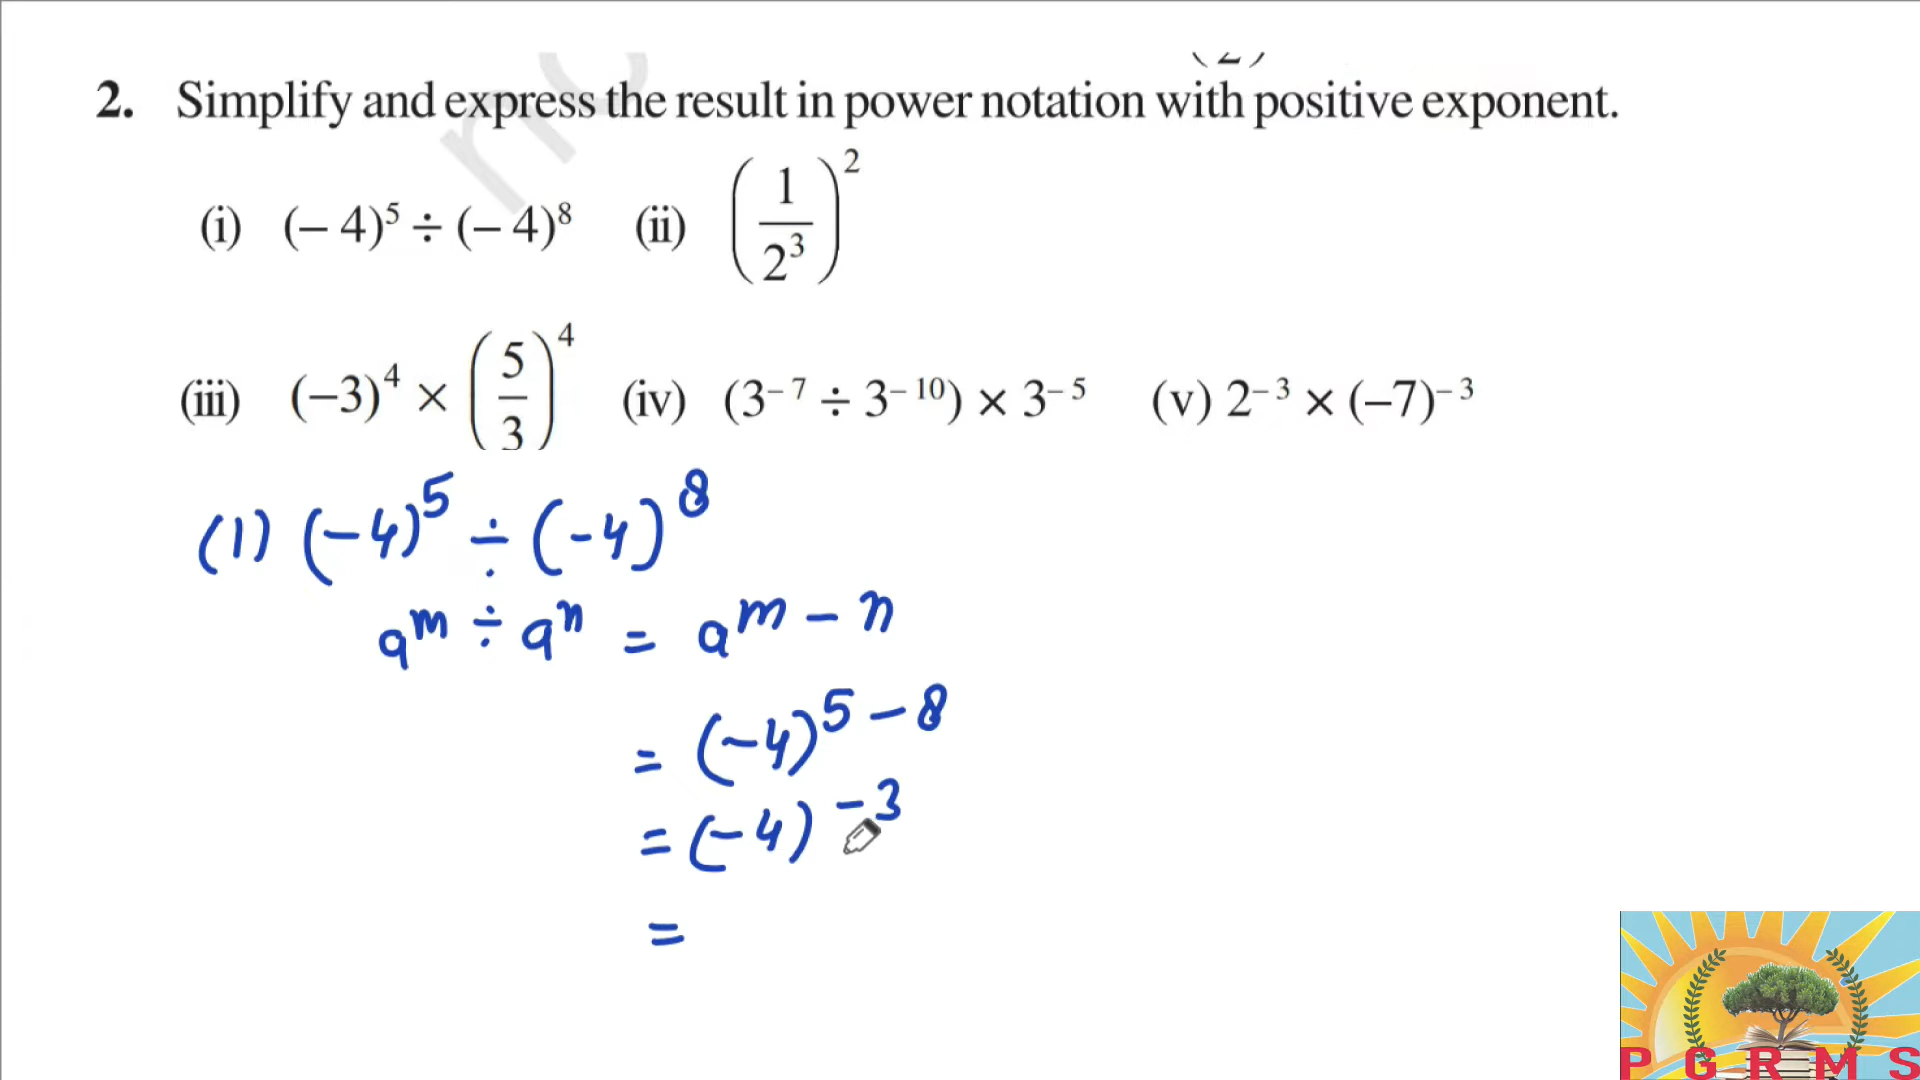 2. Simplify and express the result in power notation with positive exponent.
(i) (– 4)⁵ ÷ (– 4)⁸ (ii) (1/2³)²
(iii) (–3)⁴ × (5/3)⁴ (iv) (3⁻⁷ ÷ 3⁻¹⁰) × 3⁻⁵ (v) 2⁻³ × (–7)⁻³
(1) (-4)⁵ ÷ (-4)⁸
aᵐ ÷ aⁿ = aᵐ⁻ⁿ
= (-4)⁵⁻⁸
= (-4)⁻³
=
PGRMS